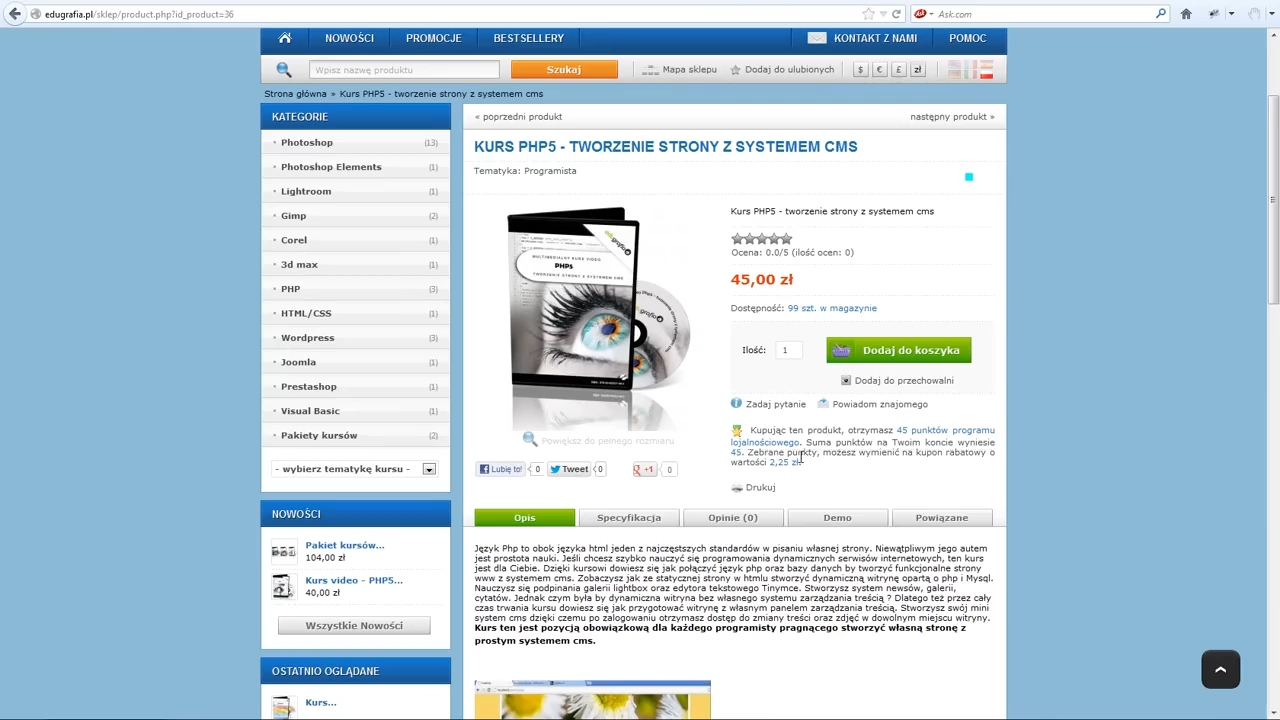 edugrafia.pl/sklep/product.php?id_product=36
Ask.com
NOWOŚCI PROMOCJE BESTSELLERY KONTAKT Z NAMI POMOC
Wpisz nazwę produktu Szukaj Mapa sklepu Dodaj do ulubionych $ € £ zł
Strona główna » Kurs PHP5 - tworzenie strony z systemem cms
KATEGORIE
Photoshop (13)
Photoshop Elements (1)
Lightroom (1)
Gimp (2)
Corel (1)
3d max (1)
PHP (3)
HTML/CSS (1)
Wordpress (3)
Joomla (1)
Prestashop (1)
Visual Basic (1)
Pakiety kursów (2)
- wybierz tematykę kursu -
NOWOŚCI
Pakiet kursów...
104,00 zł
Kurs video - PHP5...
40,00 zł
Wszystkie Nowości
OSTATNIO OGLĄDANE
Kurs...
« poprzedni produkt następny produkt »
KURS PHP5 - TWORZENIE STRONY Z SYSTEMEM CMS
Tematyka: Programista
edugrafia
MULTIMEDIALNY KURS VIDEO
PHP5
TWORZENIE STRONY Z SYSTEMEM CMS
Powiększ do pełnego rozmiaru
Lubię to! 0 Tweet 0 +1 0
Kurs PHP5 - tworzenie strony z systemem cms
Ocena: 0.0/5 (ilość ocen: 0)
45,00 zł
Dostępność: 99 szt. w magazynie
Ilość: 1 Dodaj do koszyka
Dodaj do przechowalni
Zadaj pytanie Powiadom znajomego
Kupując ten produkt, otrzymasz 45 punktów programu
lojalnościowego. Suma punktów na Twoim koncie wyniesie
45. Zebrane punkty, możesz wymienić na kupon rabatowy o
wartości 2,25 zł.
Drukuj
Opis Specyfikacja Opinie (0) Demo Powiązane
Język Php to obok języka html jeden z najczęstszych standardów w pisaniu własnej strony. Niewątpliwym jego autem
jest prostota nauki. Jeśli chcesz szybko nauczyć się programowania dynamicznych serwisów internetowych, ten kurs
jest dla Ciebie. Dzięki kursowi dowiesz się jak połączyć język php oraz bazy danych by tworzyć funkcjonalne strony
www z systemem cms. Zobaczysz jak ze statycznej strony w htmlu stworzyć dynamiczną witrynę opartą o php i Mysql.
Nauczysz się podpinania galerii lightbox oraz edytora tekstowego Tinymce. Stworzysz system newsów, galerii,
cytatów. Jednak czym była by dynamiczna witryna bez własnego systemu zarządzania treścią ? Dlatego też przez cały
czas trwania kursu dowiesz się jak przygotować witrynę z własnym panelem zarządzania treścią. Stworzysz swój mini
system cms dzięki czemu po zalogowaniu otrzymasz dostęp do zmiany treści oraz zdjęć w dowolnym miejscu witryny.
Kurs ten jest pozycją obowiązkową dla każdego programisty pragnącego stworzyć własną stronę z
prostym systemem cms.